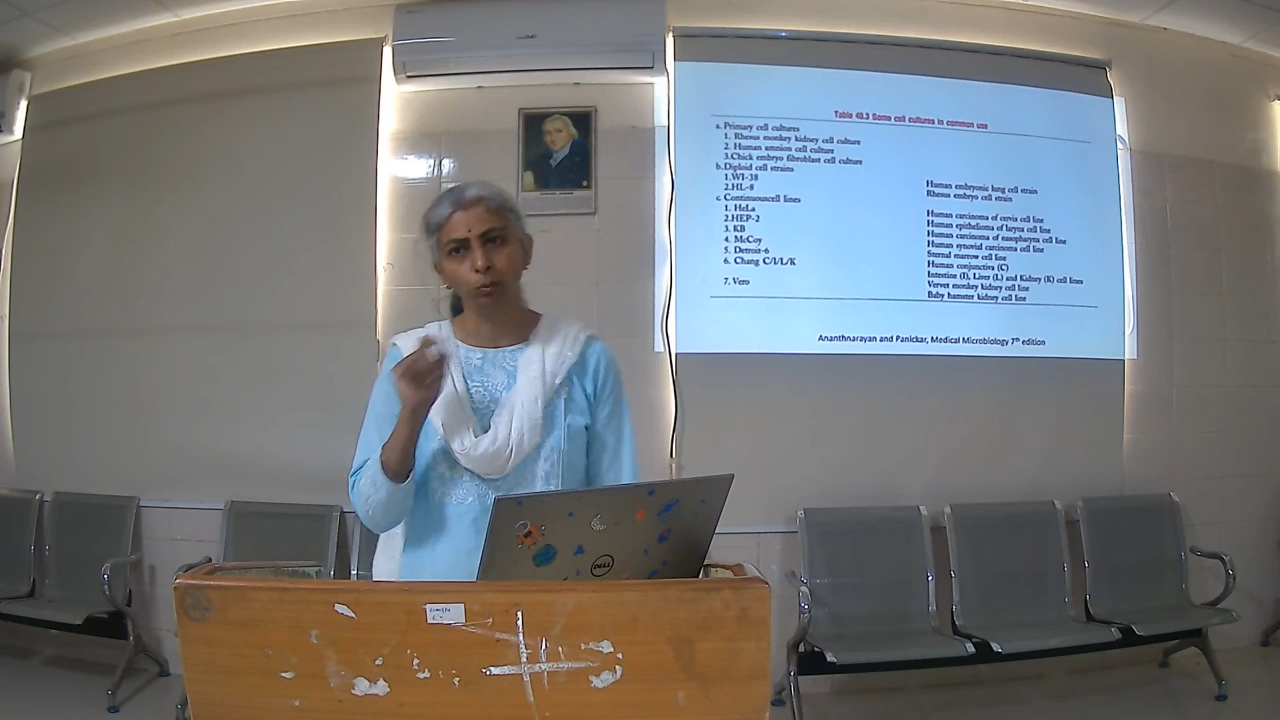 Table 40.3 Some cell cultures in common use
a. Primary cell cultures
1. Rhesus monkey kidney cell culture
2. Human amnion cell culture
3.Chick embryo fibroblast cell culture
b. Diploid cell strains
1.WI-38 Human embryonic lung cell strain
2.HL-8 Rhesus embryo cell strain
c. Continuouscell lines
1. HeLa Human carcinoma of cervix cell line
2.HEP-2 Human epithelioma of larynx cell line
3. KB Human carcinoma of nasopharynx cell line
4. McCoy Human synovial carcinoma cell line
5. Detroit-6 Sternal marrow cell line
6. Chang C/I/L/K Human conjunctiva (C)
Intestine (I), Liver (L) and Kidney (K) cell lines
7. Vero Vervet monkey kidney cell line
Baby hamster kidney cell line
Ananthnarayan and Panickar, Medical Microbiology 7th edition
DELL